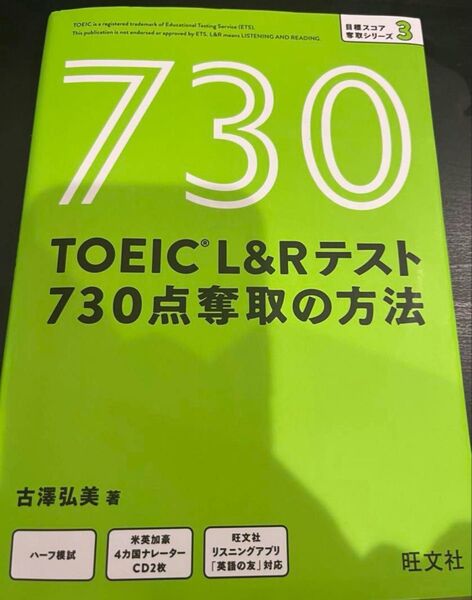 TOEIC is a registered trademark of Educational Testing Service (ETS).
This publication is not endorsed or approved by ETS. L&R means LISTENING AND READING.
目標スコア
奪取シリーズ 3
730
TOEIC® L&Rテスト
730点奪取の方法
古澤弘美 著
ハーフ模試
米英加豪
4カ国ナレーター
CD2枚
旺文社
リスニングアプリ
「英語の友」対応
旺文社